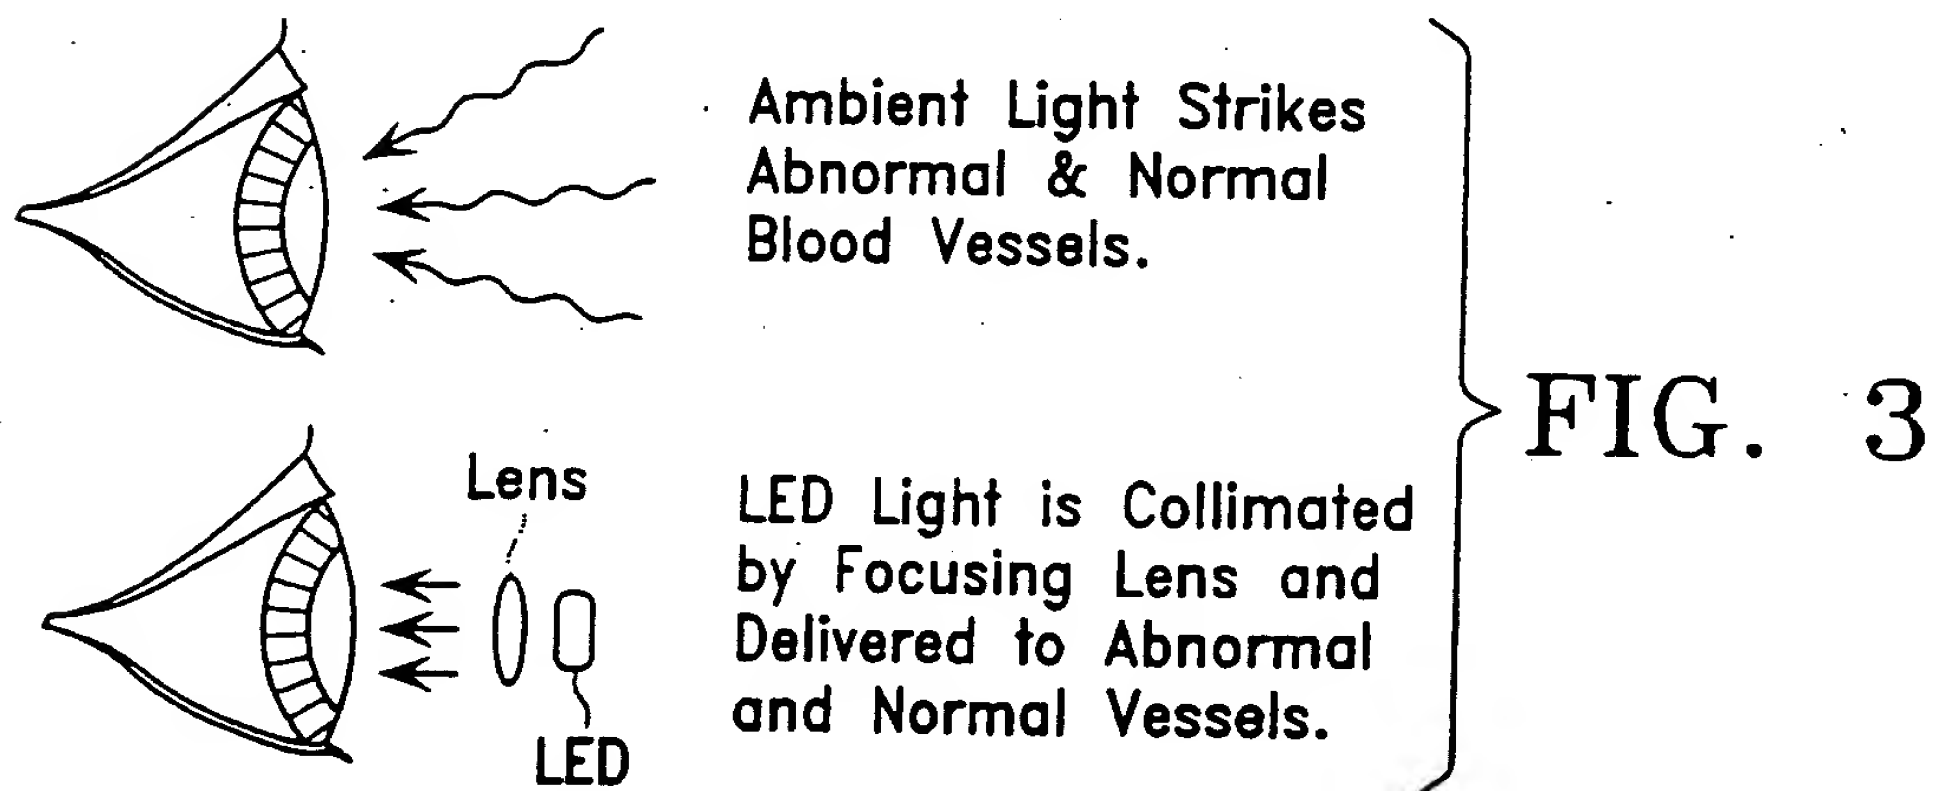 Ambient Light Strikes
Abnormal & Normal
Blood Vessels.
FIG. 3
Lens
LED Light is Collimated
by Focusing Lens and
Delivered to Abnormal
and Normal Vessels.
LED